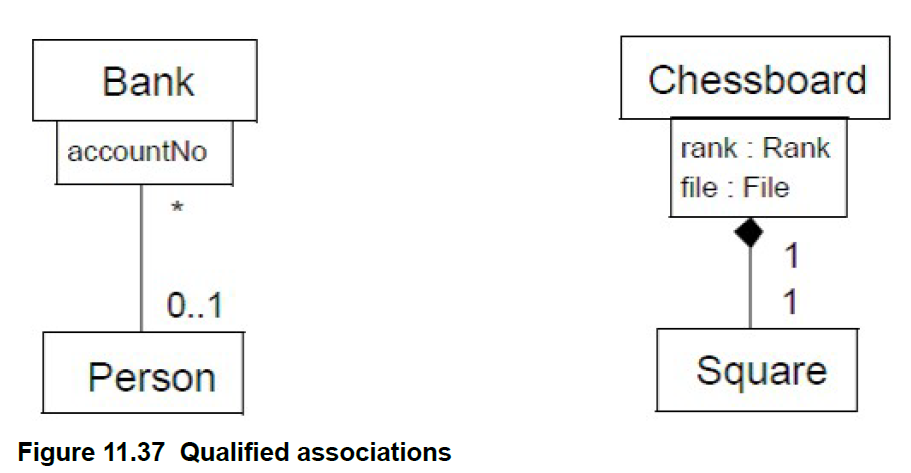 Bank
accountNo
*
0..1
Person
Chessboard
rank : Rank
file : File
1
1
Square
Figure 11.37 Qualified associations